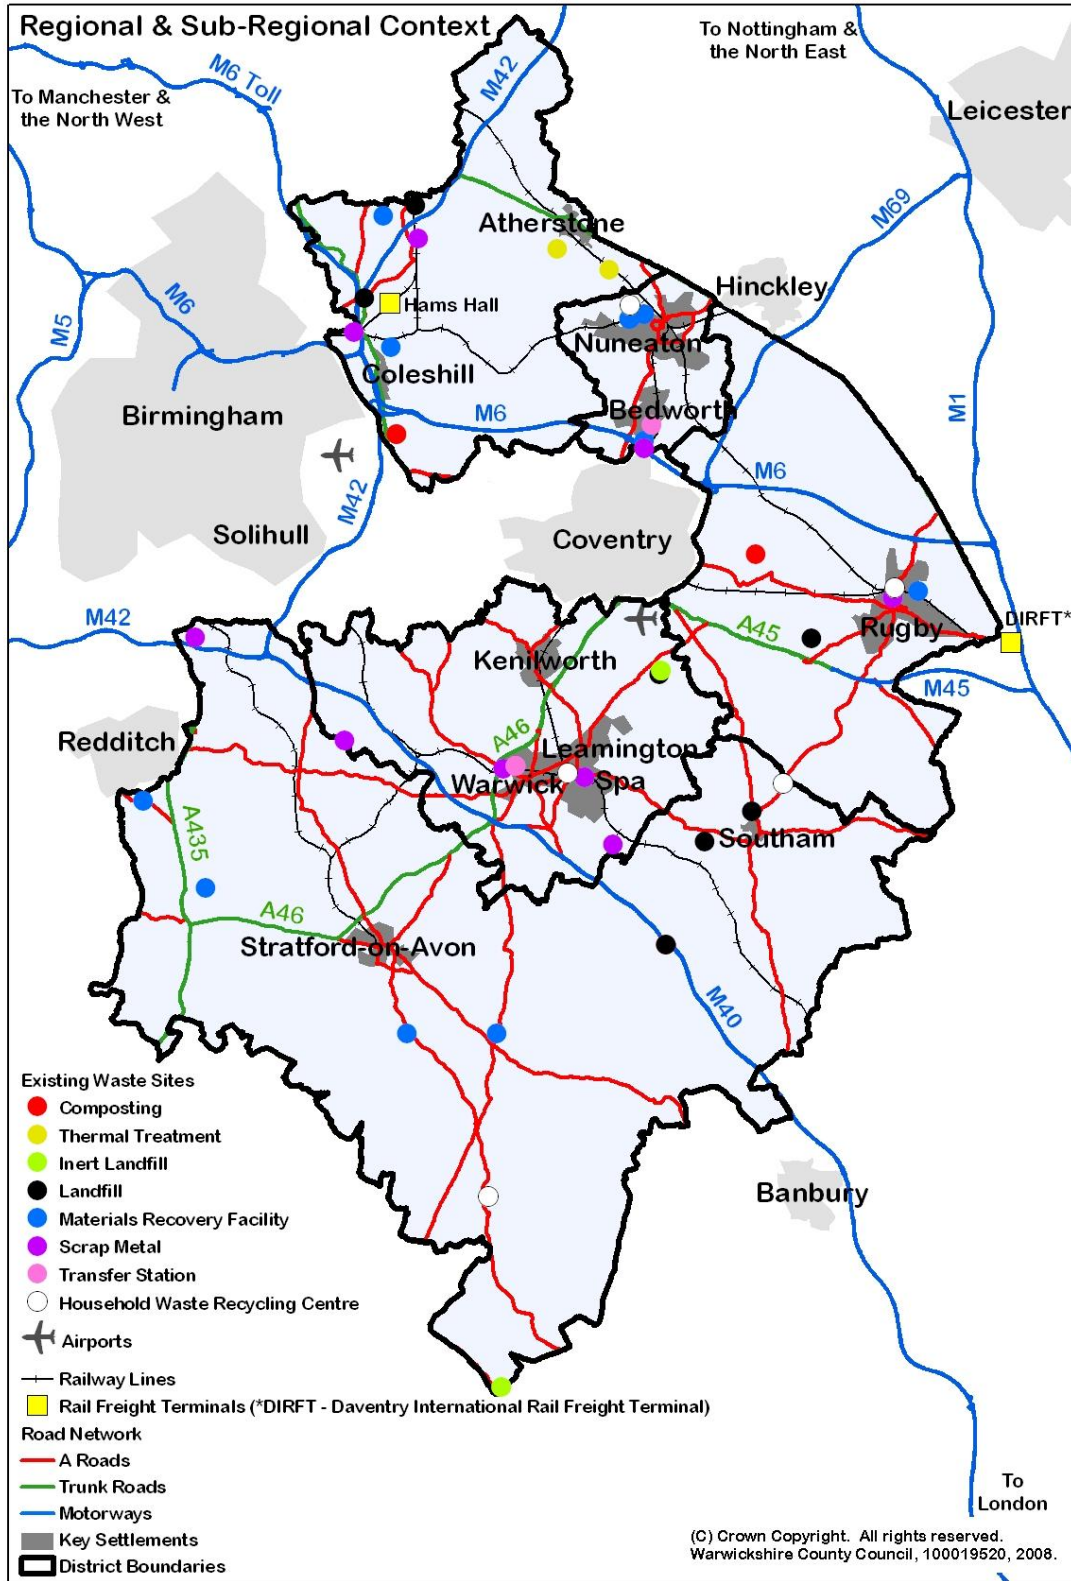 Regional & Sub-Regional Context
To Nottingham &
the North East
M6 Toll
M42
To Manchester &
the North West
Leicester
M69
Atherstone
Hinckley
Hams Hall
M6
M5
Nuneaton
Coleshill
M1
Birmingham
M6
Bedworth
M42
M6
Solihull
Coventry
DIRFT*
M42
A45
Rugby
Kenilworth
M45
Redditch
A46
Leamington
Warwick
Spa
A435
Southam
A46
Stratford-on-Avon
M40
Existing Waste Sites
Composting
Thermal Treatment
Inert Landfill
Landfill
Materials Recovery Facility
Scrap Metal
Transfer Station
Household Waste Recycling Centre
Airports
Railway Lines
Rail Freight Terminals (*DIRFT - Daventry International Rail Freight Terminal)
Road Network
A Roads
Trunk Roads
Motorways
Key Settlements
District Boundaries
Banbury
To
London
(C) Crown Copyright. All rights reserved.
Warwickshire County Council, 100019520, 2008.